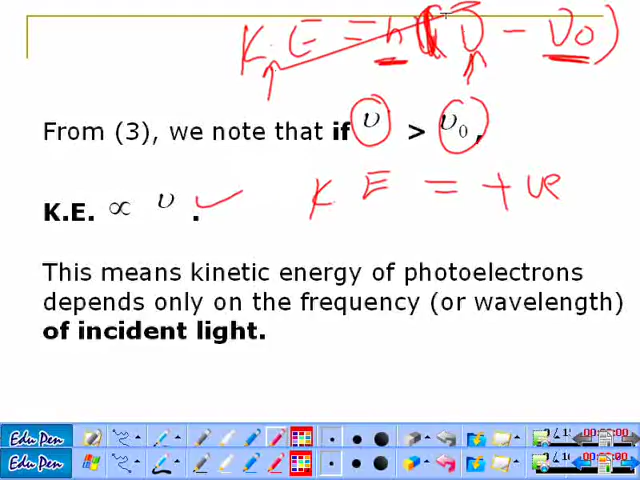 K E = h (ν - ν0)
From (3), we note that if υ > υ0,
K.E. ∝ υ .
K E = +ve
This means kinetic energy of photoelectrons
depends only on the frequency (or wavelength)
of incident light.
Edu Pen
Edu Pen